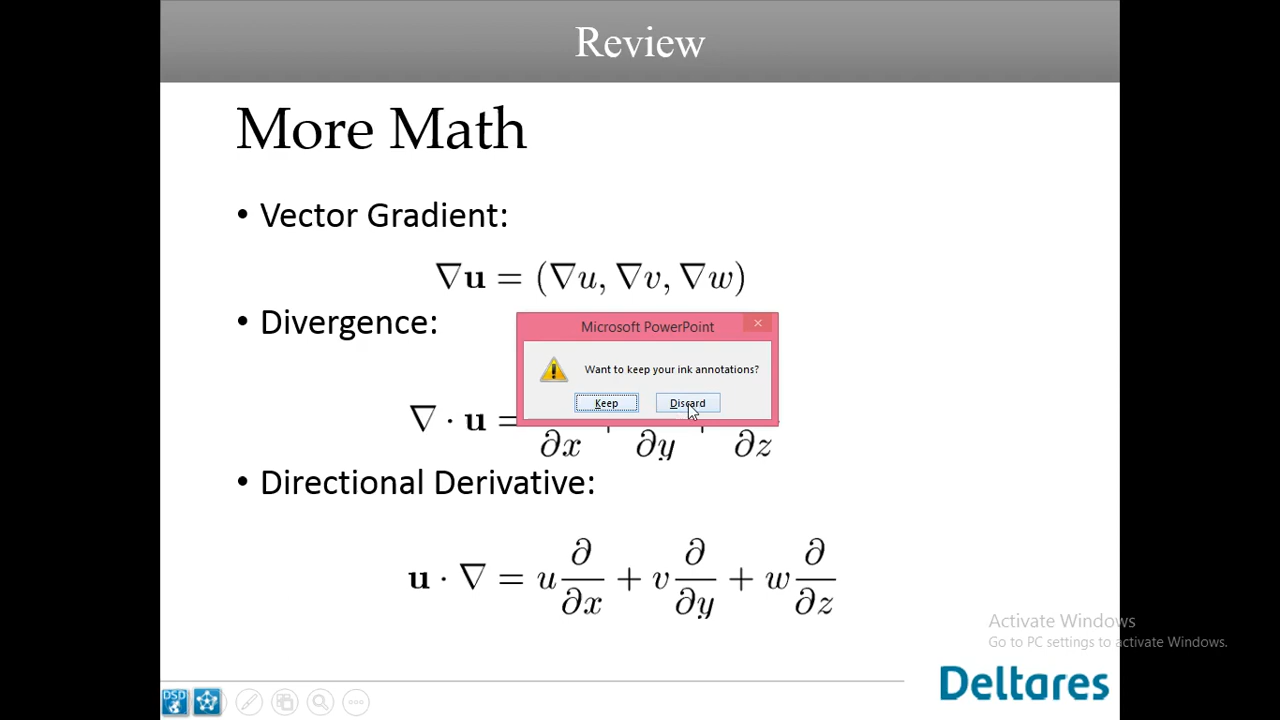 Review
More Math
• Vector Gradient:
∇u = (∇u, ∇v, ∇w)
• Divergence:
Microsoft PowerPoint
Want to keep your ink annotations?
Keep Discard
∇ · u =
∂x ∂y ∂z
• Directional Derivative:
u · ∇ = u ∂/∂x + v ∂/∂y + w ∂/∂z
Activate Windows
Go to PC settings to activate Windows.
Deltares
DSD